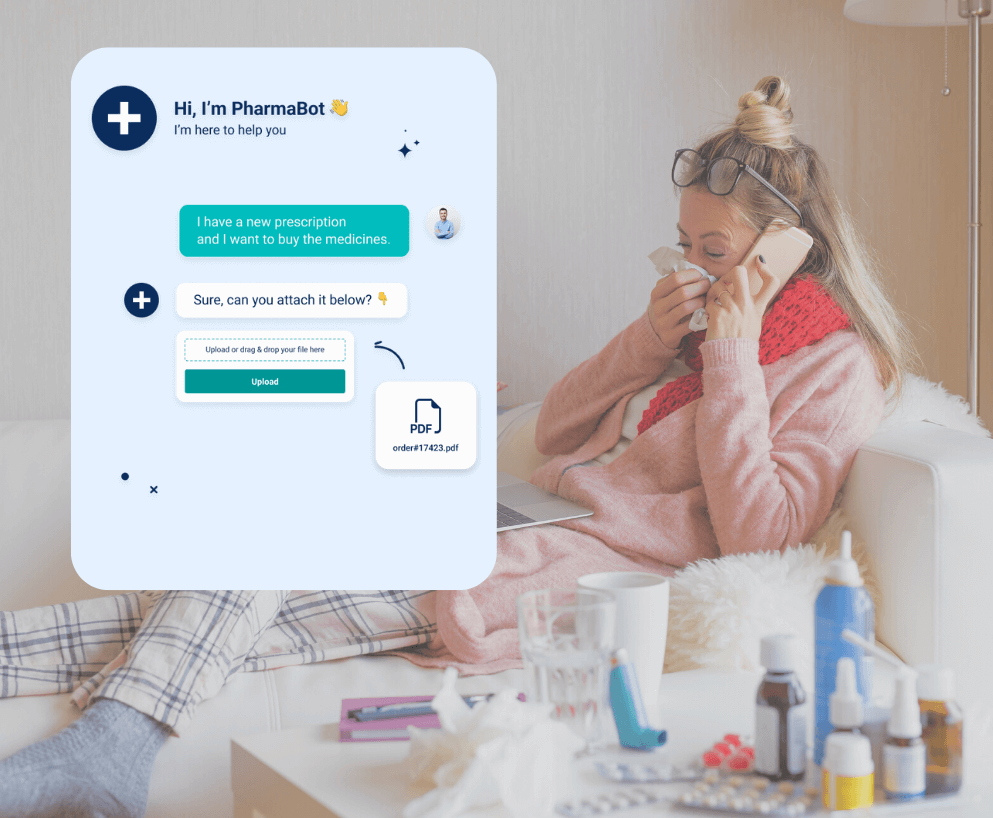 Hi, I’m PharmaBot 👋
I’m here to help you
I have a new prescription
and I want to buy the medicines.
Sure, can you attach it below? 👇
Upload or drag & drop your file here
Upload
PDF
order#17423.pdf